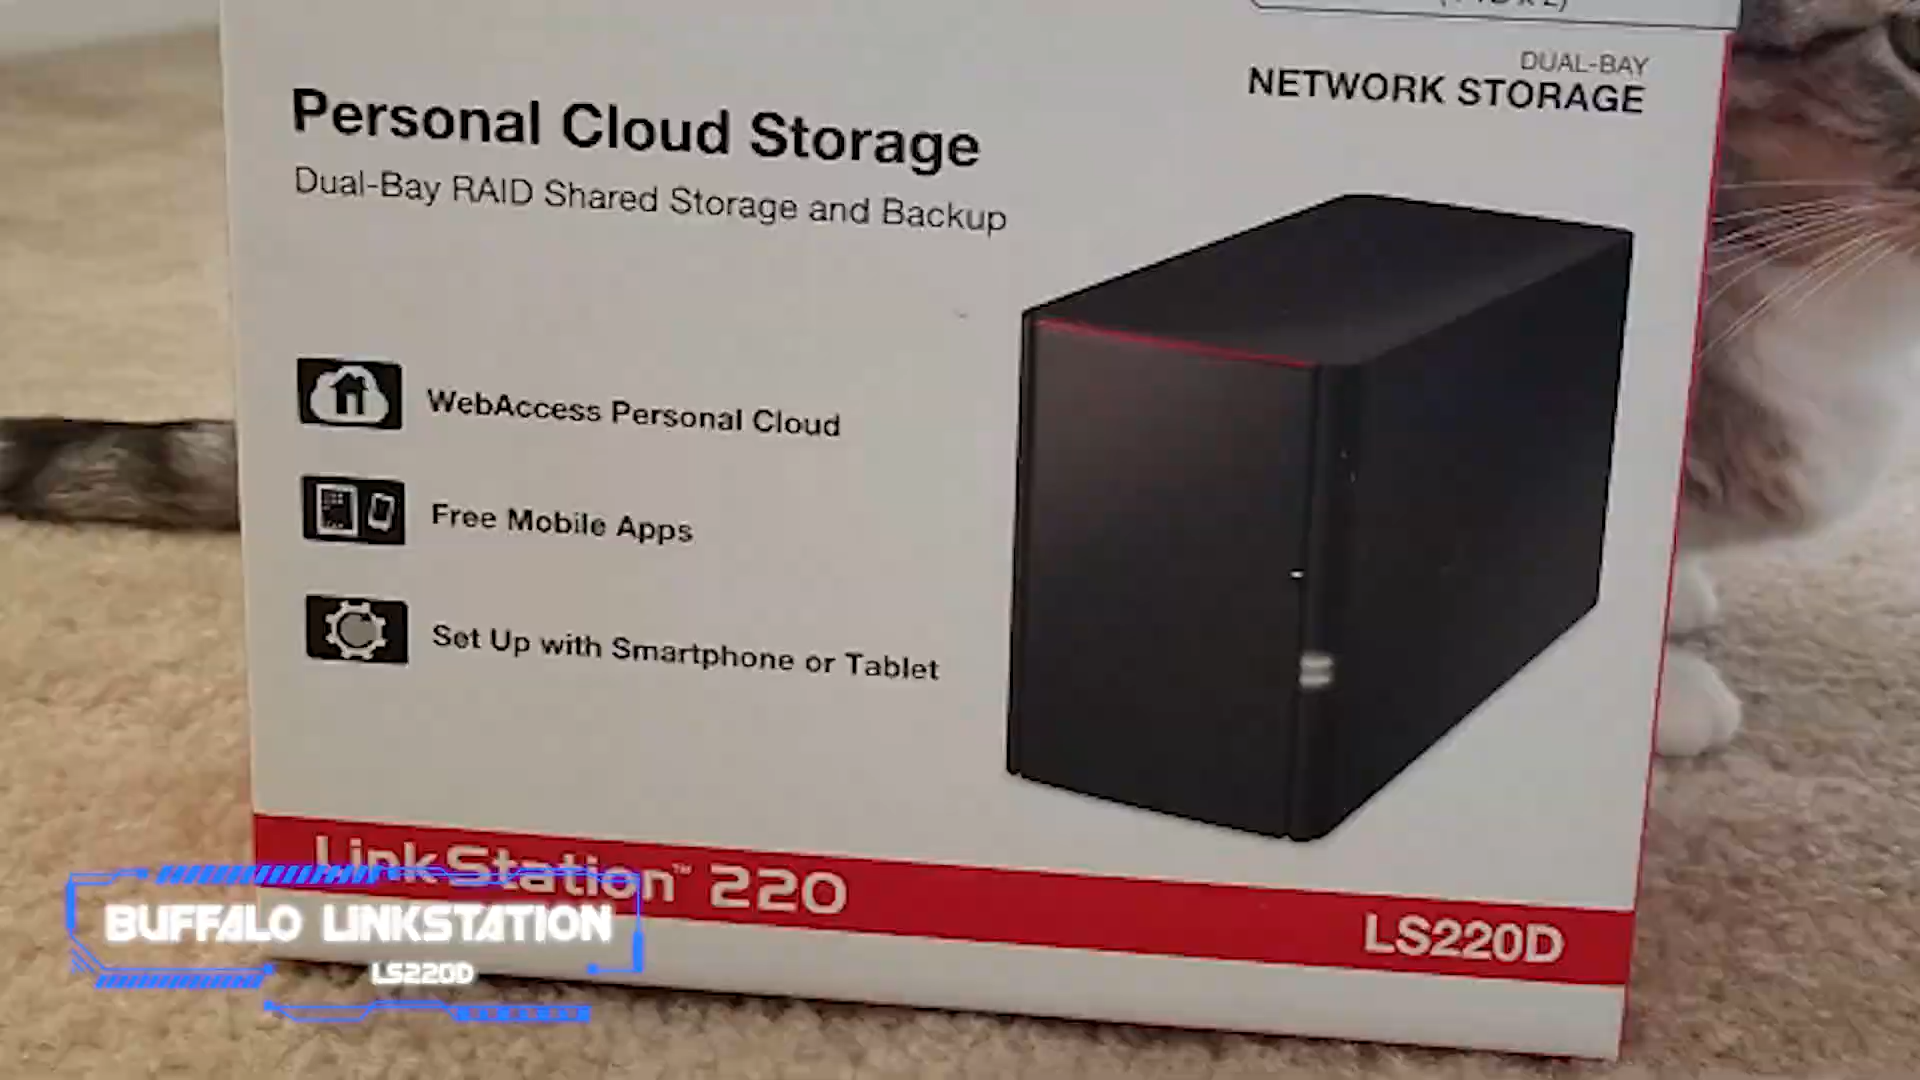 DUAL-BAY
NETWORK STORAGE
Personal Cloud Storage
Dual-Bay RAID Shared Storage and Backup
WebAccess Personal Cloud
Free Mobile Apps
Set Up with Smartphone or Tablet
LinkStation™ 220
LS220D
BUFFALO LINKSTATION
LS220D